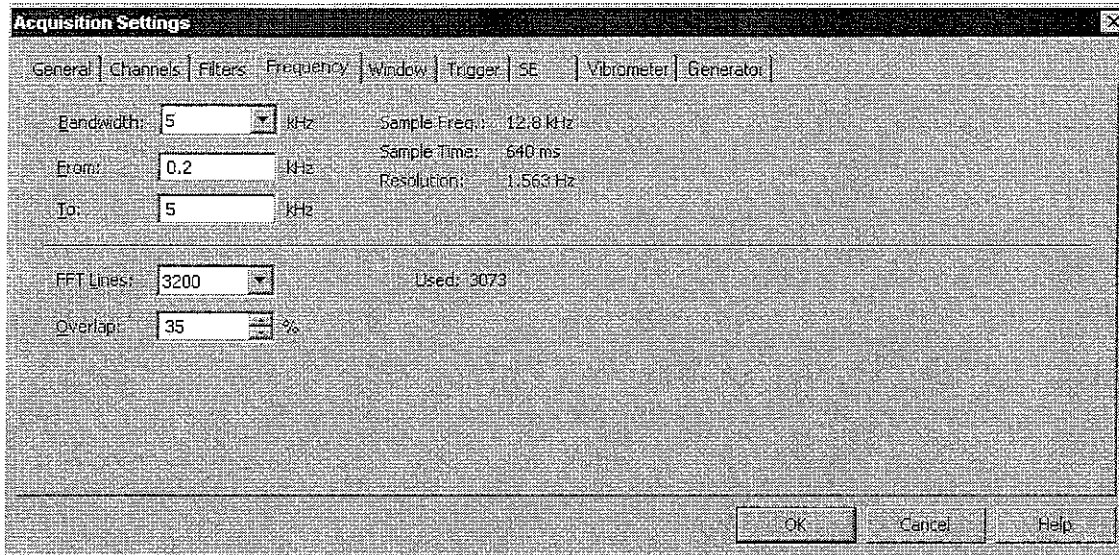 Acquisition Settings
General Channels Filters Frequency Window Trigger SE Vibrometer Generator
Bandwidth: 5 kHz Sample Freq.: 12.8 kHz
Sample Time: 640 ms
From: 0.2 kHz
Resolution: 1.563 Hz
To: 5 kHz
FFT Lines: 3200 Used: 3073
Overlap: 35 %
OK Cancel Help